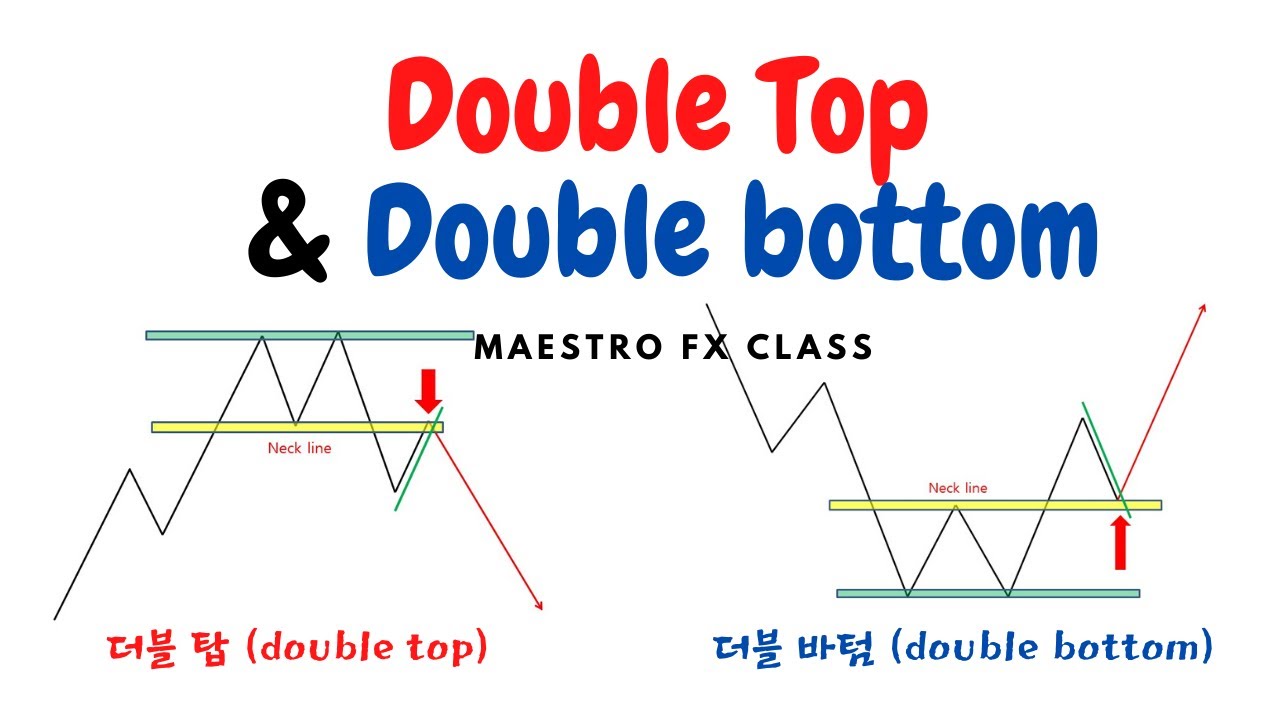 Double Top
& Double bottom
MAESTRO FX CLASS
Neck line
Neck line
더블 탑 (double top)
더블 바텀 (double bottom)